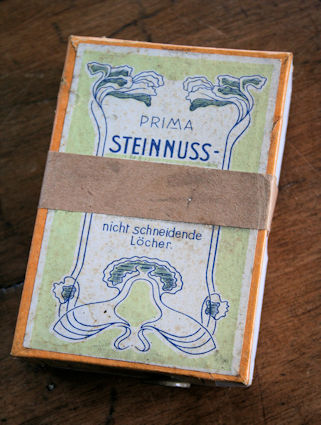 PRIMA
STEINNUSS-
nicht schneidende
Löcher.